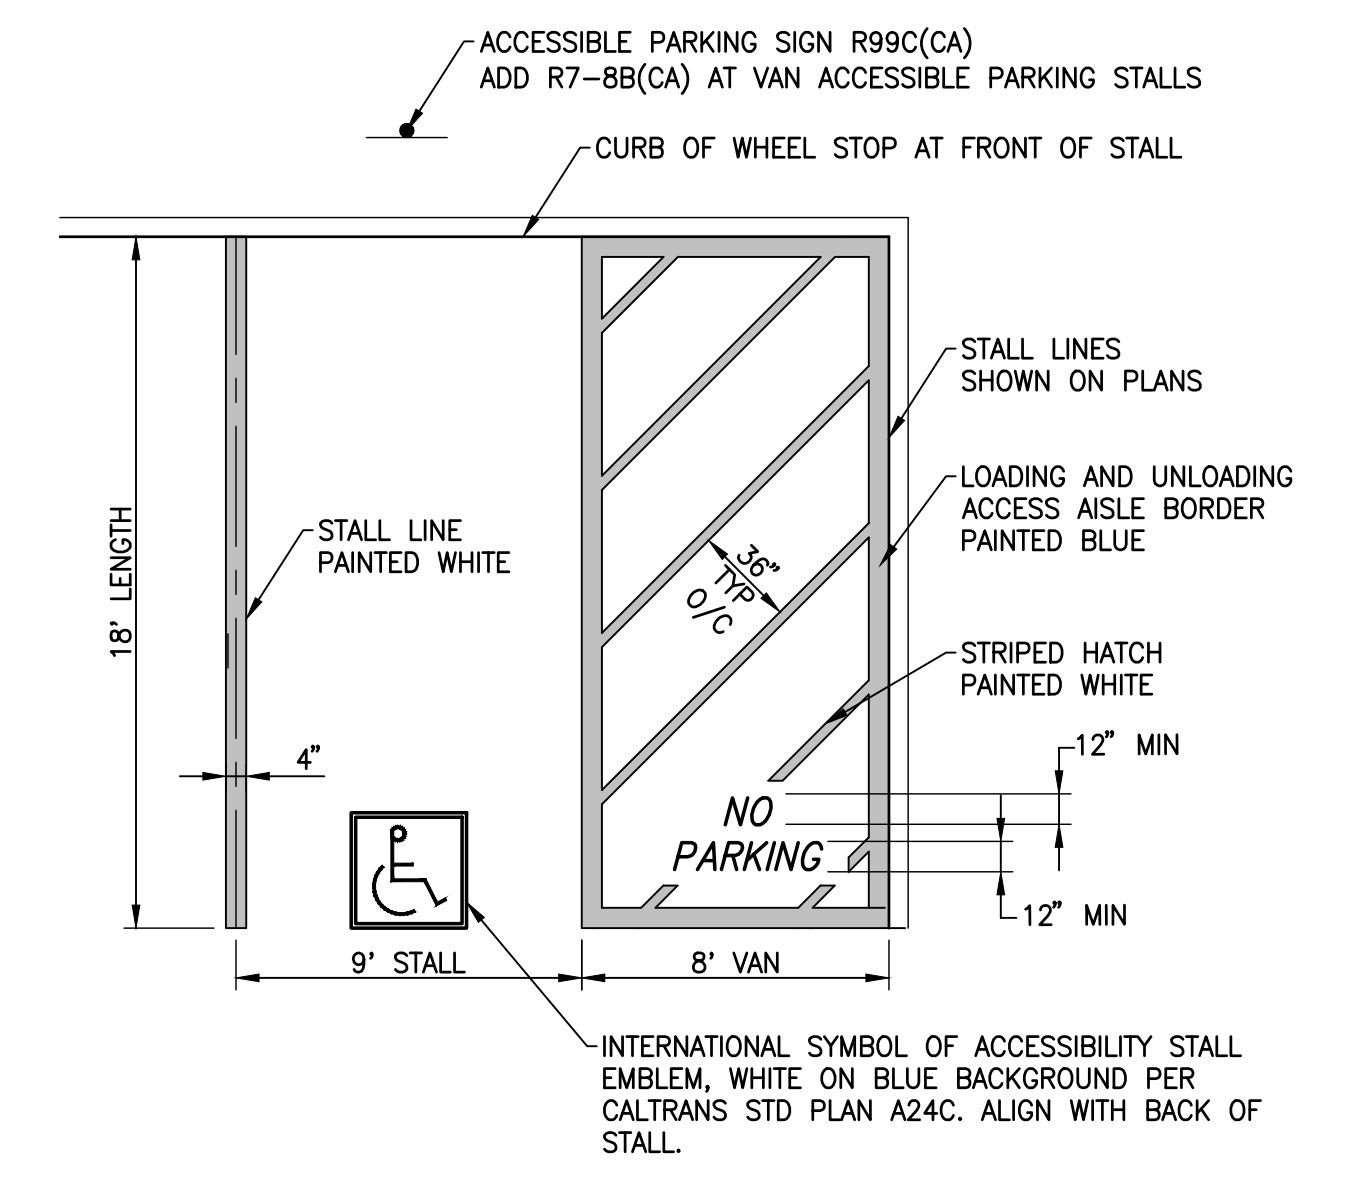 ACCESSIBLE PARKING SIGN R99C(CA)
ADD R7-8B(CA) AT VAN ACCESSIBLE PARKING STALLS
CURB OF WHEEL STOP AT FRONT OF STALL
STALL LINES
SHOWN ON PLANS
LOADING AND UNLOADING
ACCESS AISLE BORDER
PAINTED BLUE
18' LENGTH
STALL LINE
PAINTED WHITE
36"
TYP
O/C
STRIPED HATCH
PAINTED WHITE
4"
12" MIN
NO
PARKING
12" MIN
9' STALL
8' VAN
INTERNATIONAL SYMBOL OF ACCESSIBILITY STALL
EMBLEM, WHITE ON BLUE BACKGROUND PER
CALTRANS STD PLAN A24C. ALIGN WITH BACK OF
STALL.